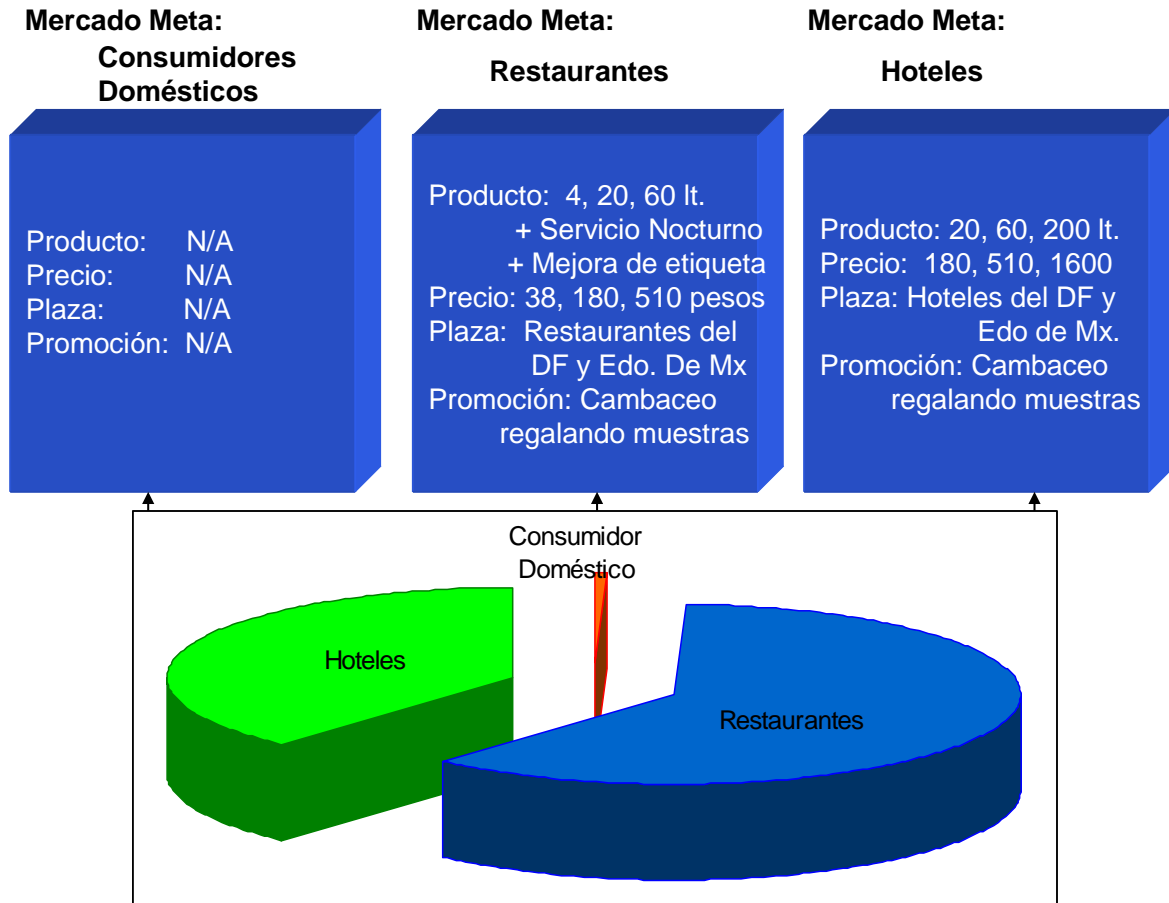 Mercado Meta:
Consumidores
Domésticos
Producto: N/A
Precio: N/A
Plaza: N/A
Promoción: N/A
Mercado Meta:
Restaurantes
Producto: 4, 20, 60 lt.
+ Servicio Nocturno
+ Mejora de etiqueta
Precio: 38, 180, 510 pesos
Plaza: Restaurantes del
DF y Edo. De Mx
Promoción: Cambaceo
regalando muestras
Mercado Meta:
Hoteles
Producto: 20, 60, 200 lt.
Precio: 180, 510, 1600
Plaza: Hoteles del DF y
Edo de Mx.
Promoción: Cambaceo
regalando muestras
Consumidor
Doméstico
Hoteles
Restaurantes